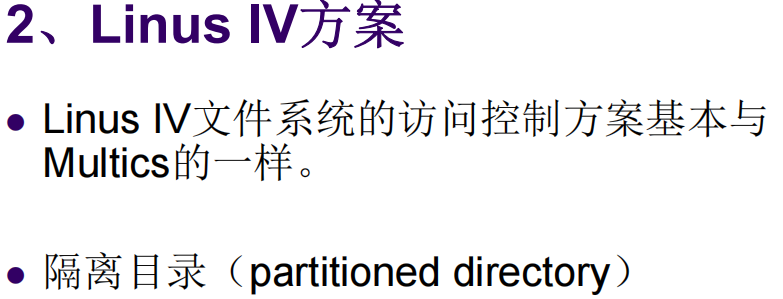 2、Linus IV方案
● Linus IV文件系统的访问控制方案基本与
Multics的一样。
● 隔离目录（partitioned directory）